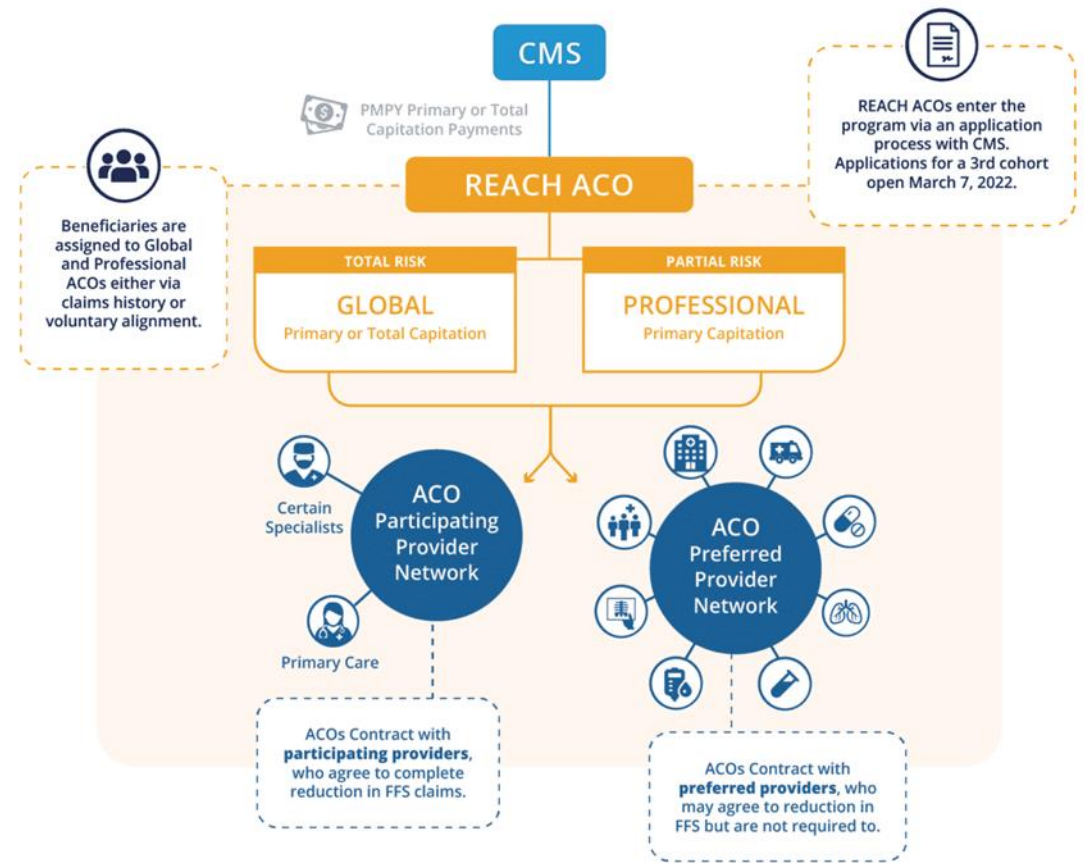 CMS
PMPY Primary or Total
Capitation Payments
REACH ACOs enter the
program via an application
process with CMS.
Applications for a 3rd cohort
open March 7, 2022.
REACH ACO
Beneficiaries are
assigned to Global
and Professional
ACOs either via
claims history or
voluntary alignment.
TOTAL RISK
GLOBAL
Primary or Total Capitation
PARTIAL RISK
PROFESSIONAL
Primary Capitation
Certain
Specialists
Primary Care
ACO
Participating
Provider
Network
ACO
Preferred
Provider
Network
ACOs Contract with
participating providers,
who agree to complete
reduction in FFS claims.
ACOs Contract with
preferred providers, who
may agree to reduction in
FFS but are not required to.